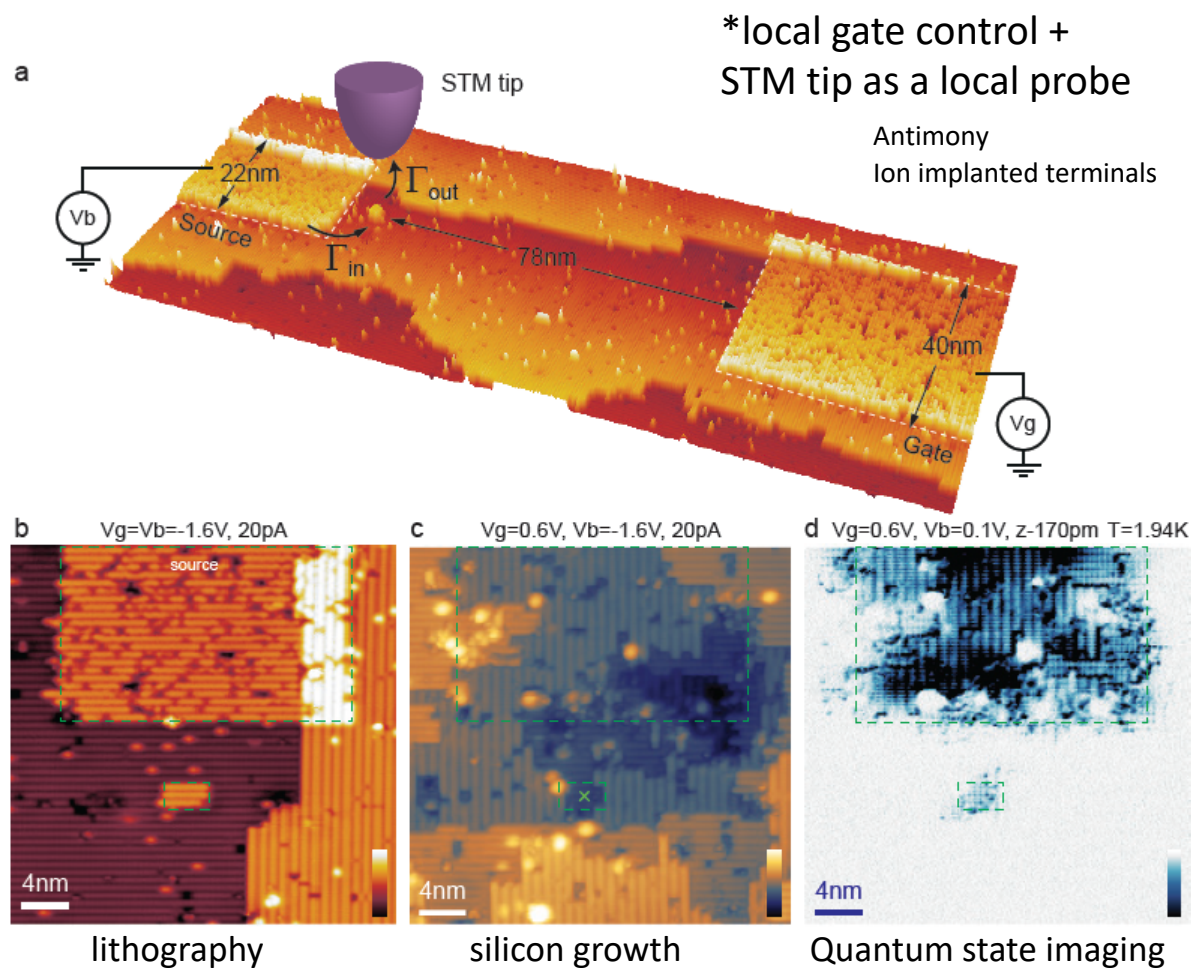 *local gate control +
STM tip as a local probe
Antimony
Ion implanted terminals
a
STM tip
22nm
Γout
Vb
Source
Γin
78nm
40nm
Vg
Gate
b
Vg=Vb=-1.6V, 20pA
source
4nm
lithography
c
Vg=0.6V, Vb=-1.6V, 20pA
4nm
silicon growth
d
Vg=0.6V, Vb=0.1V, z-170pm T=1.94K
4nm
Quantum state imaging